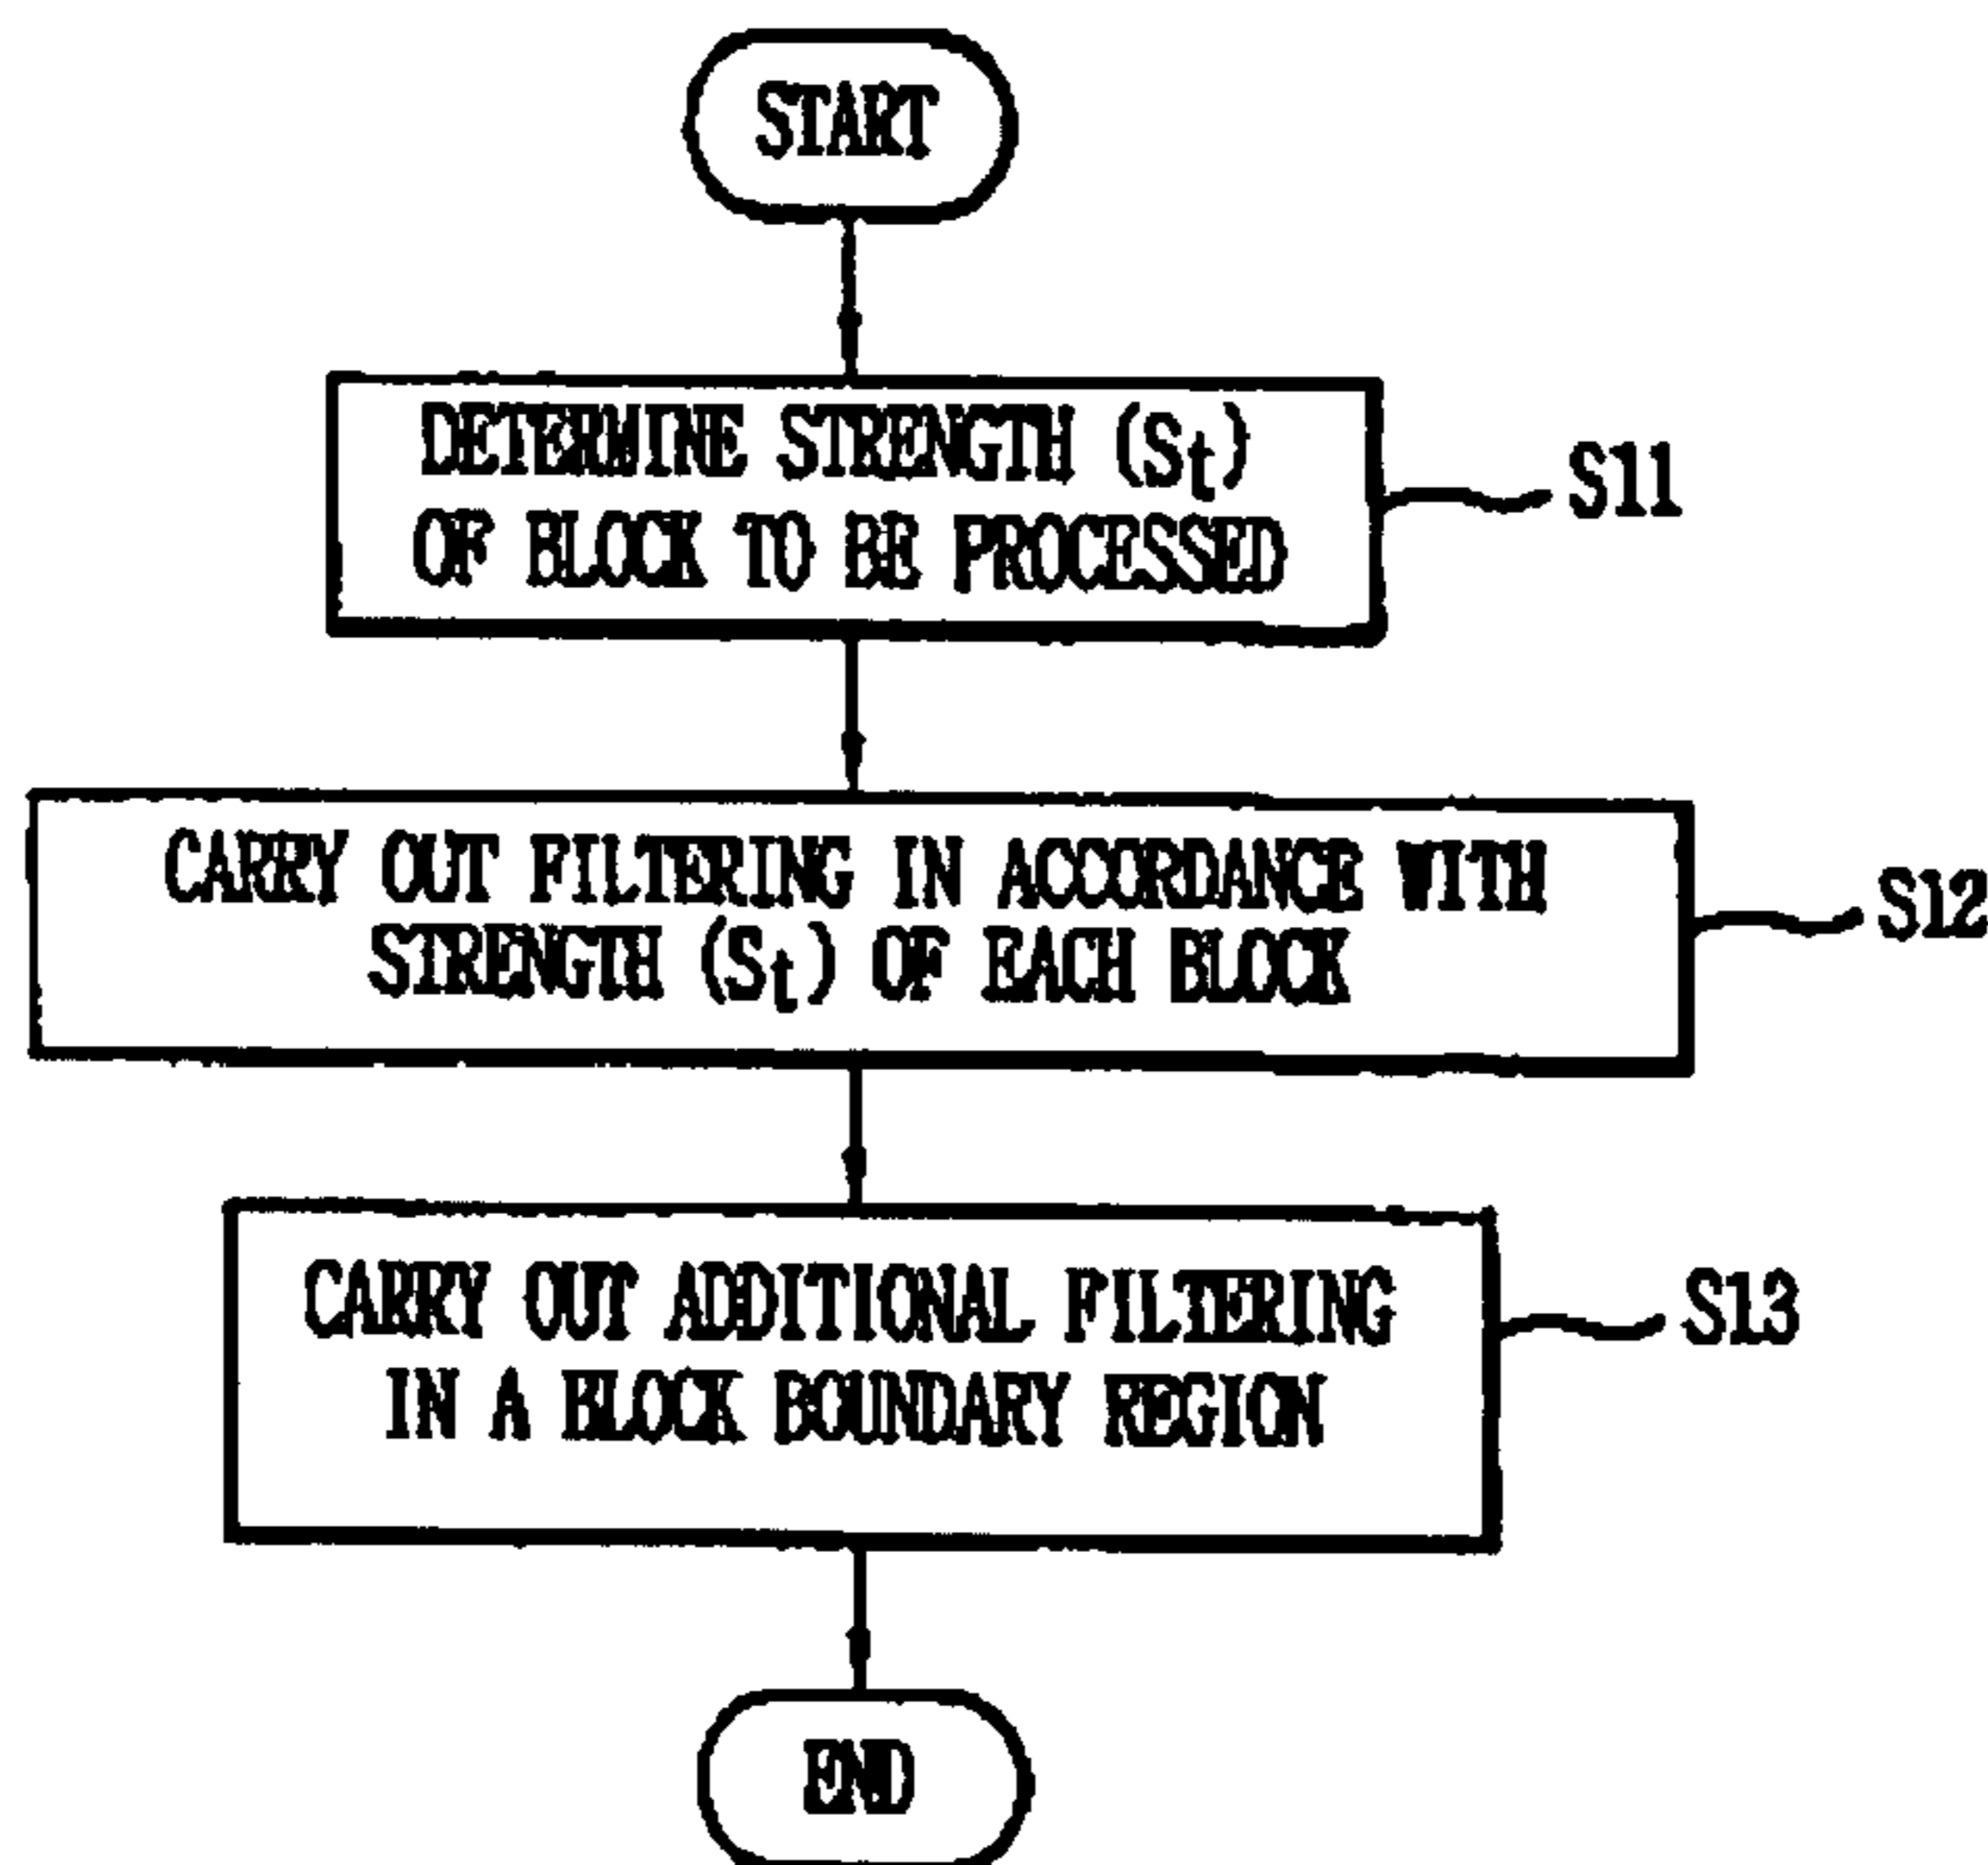 START
DETERMINE STRENGTH (St)
OF BLOCK TO BE PROCESSED
S11
CARRY OUT FILTERING IN ACCORDANCE WITH
STRENGTH (St) OF EACH BLOCK
S12
CARRY OUT ADDITIONAL FILTERING
IN A BLOCK BOUNDARY REGION
S13
END